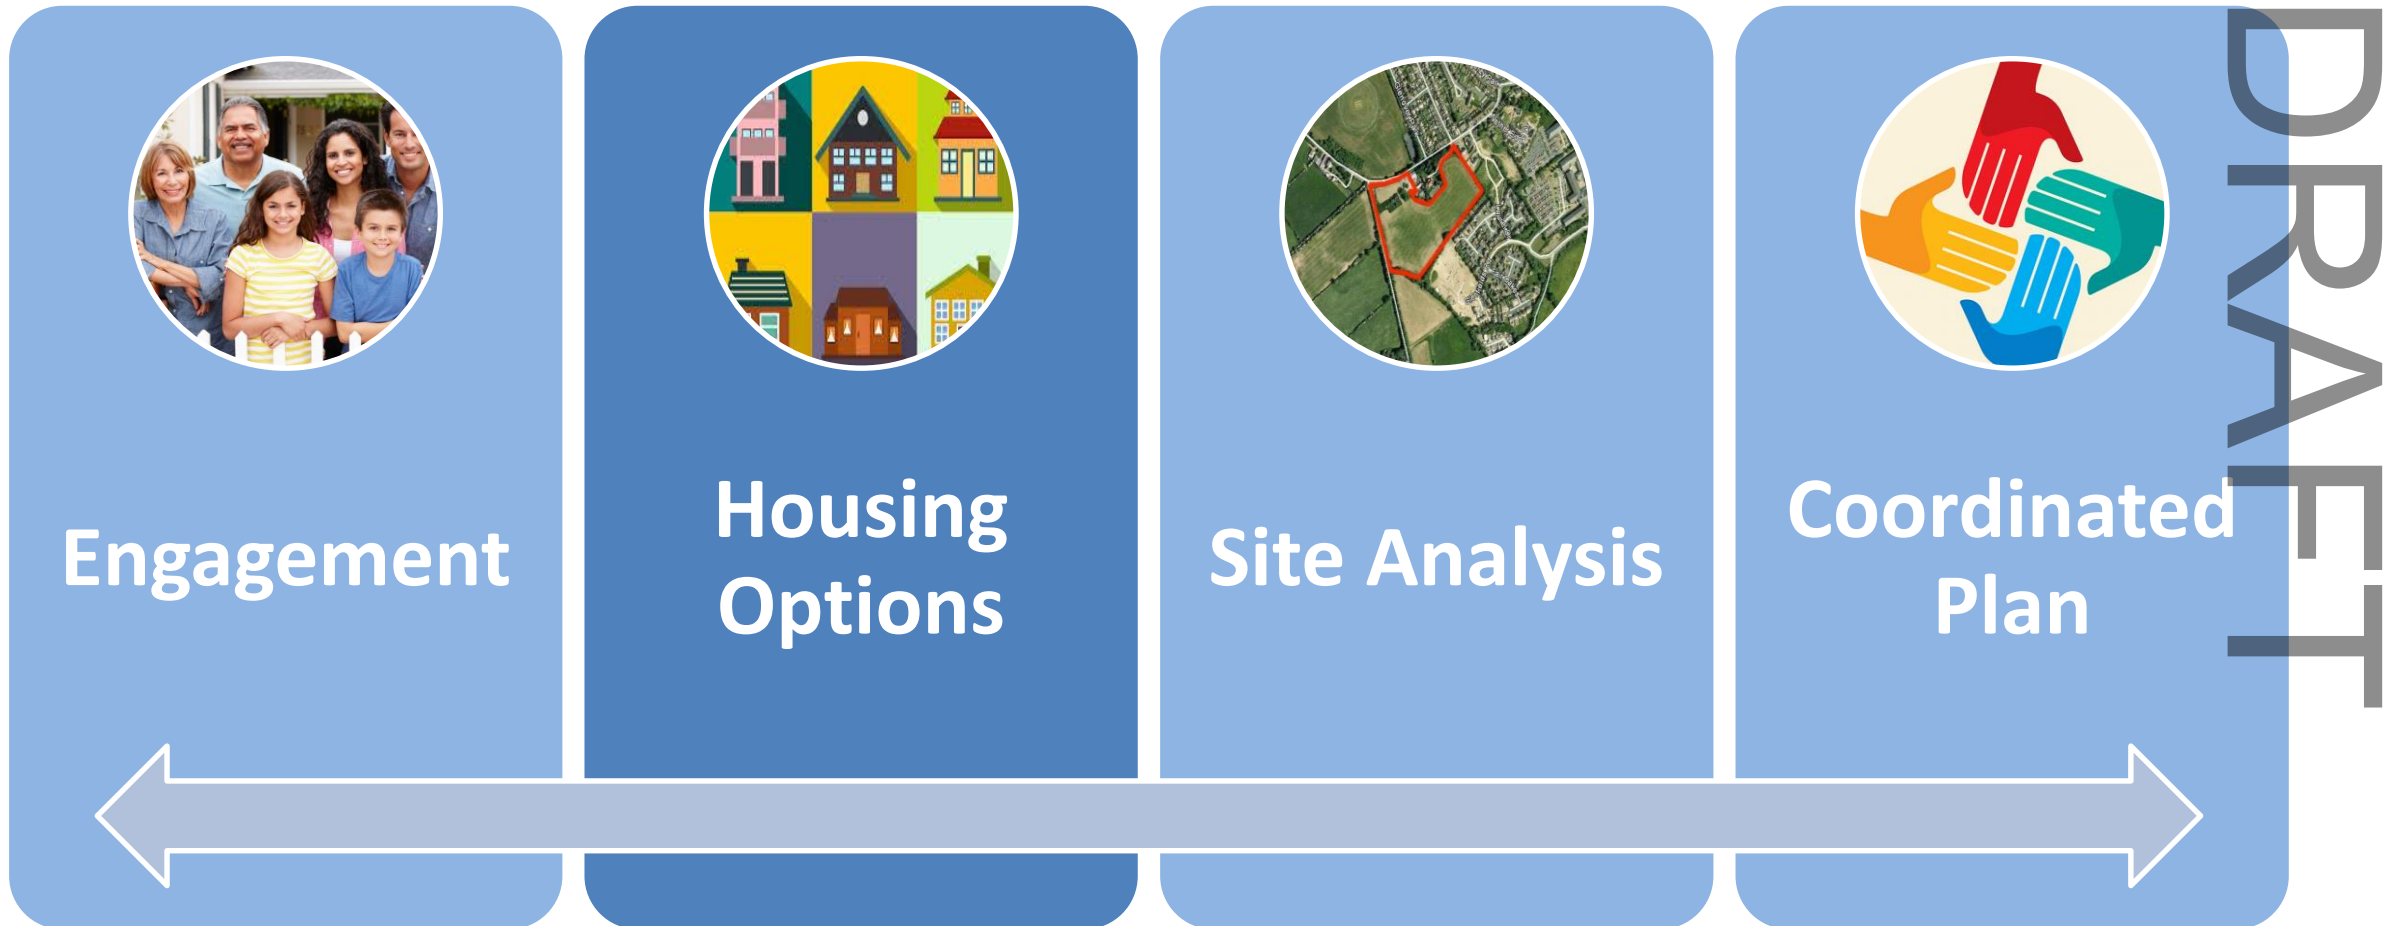 Engagement
Housing
Options
Site Analysis
Coordinated
Plan
DRAFT